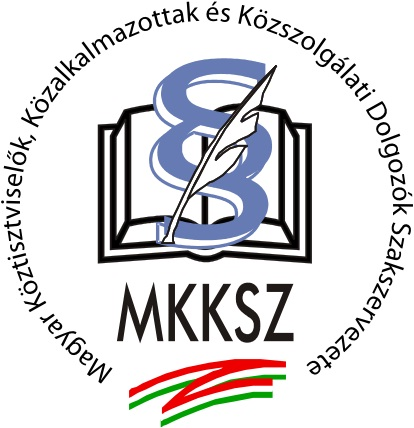 Magyar Köztisztviselők, Közalkalmazottak és Közszolgálati Dolgozók Szakszervezete
§
MKKSZ